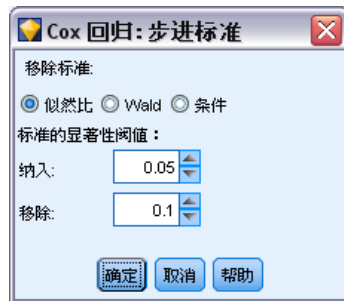 Cox 回归:步进标准
移除标准:
似然比 Wald 条件
标准的显著性阀值：
纳入: 0.05
移除: 0.1
确定 取消 帮助